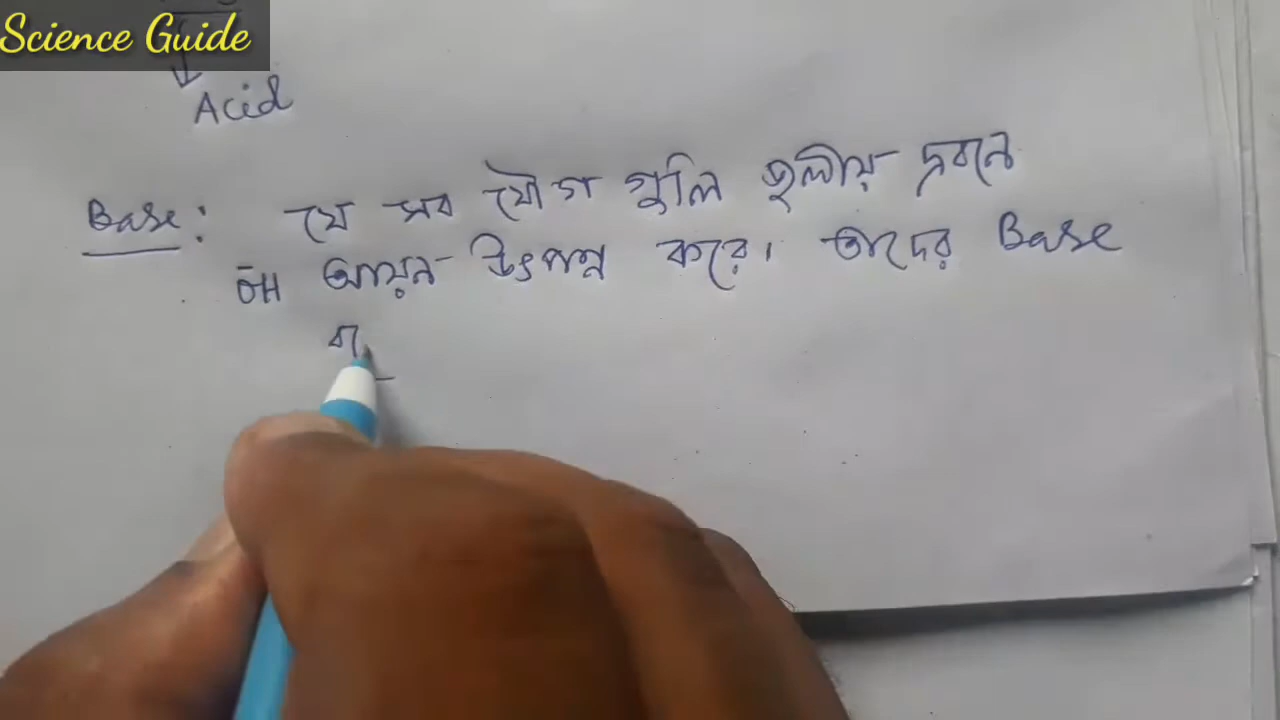 Science Guide
Acid
Base: যে সব যৌগ গুলি জলীয় দ্রবনে
OH⁻ আয়ন উৎপন্ন করে। তাদের Base
ব